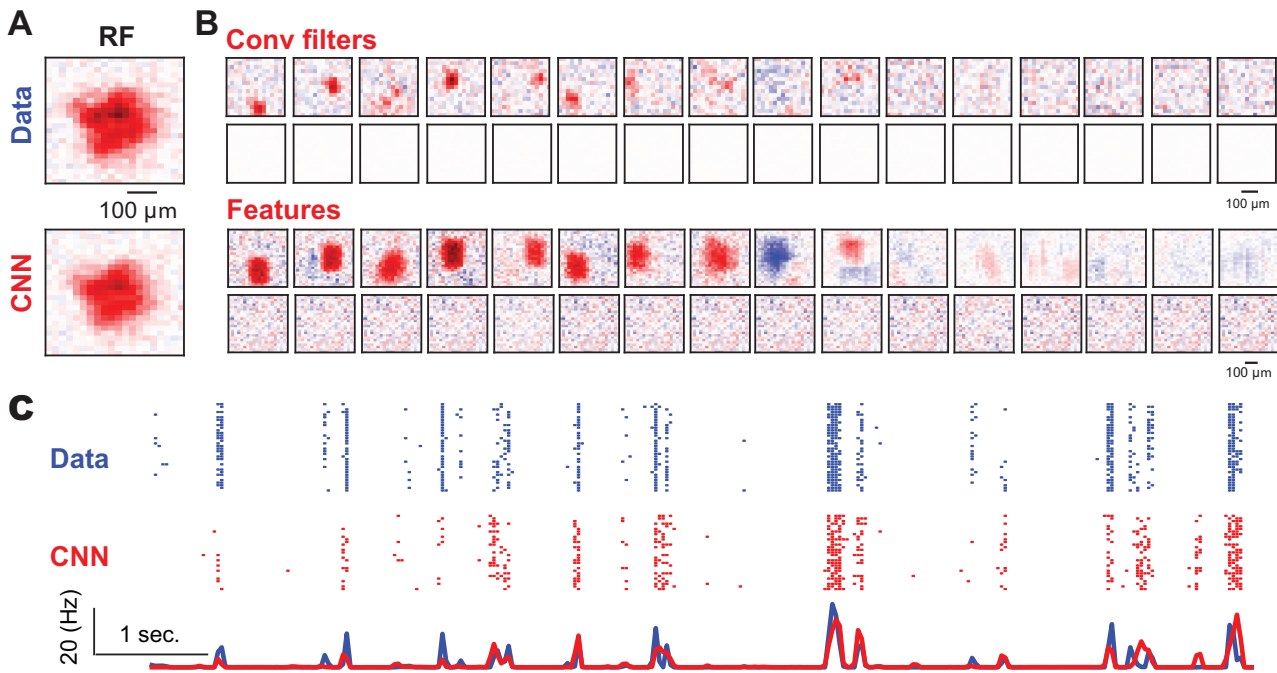 A
RF
B
Conv filters
Data
100 µm
100 µm
Features
CNN
100 µm
C
Data
CNN
20 (Hz)
1 sec.